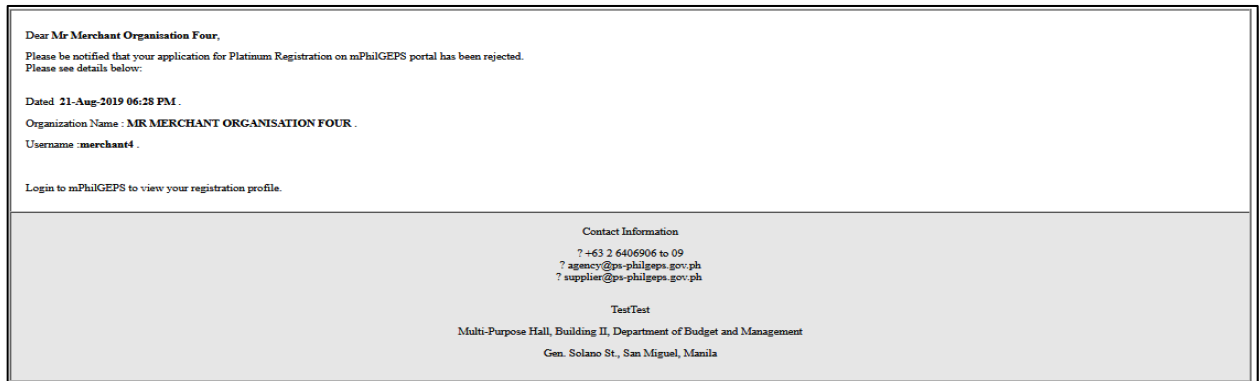 Dear Mr Merchant Organisation Four,
Please be notified that your application for Platinum Registration on mPhilGEPS portal has been rejected.
Please see details below:
Dated 21-Aug-2019 06:28 PM .
Organization Name : MR MERCHANT ORGANISATION FOUR .
Username :merchant4 .
Login to mPhilGEPS to view your registration profile.
Contact Information
? +63 2 6406906 to 09
? agency@ps-philgeps.gov.ph
? supplier@ps-philgeps.gov.ph
TestTest
Multi-Purpose Hall, Building II, Department of Budget and Management
Gen. Solano St., San Miguel, Manila